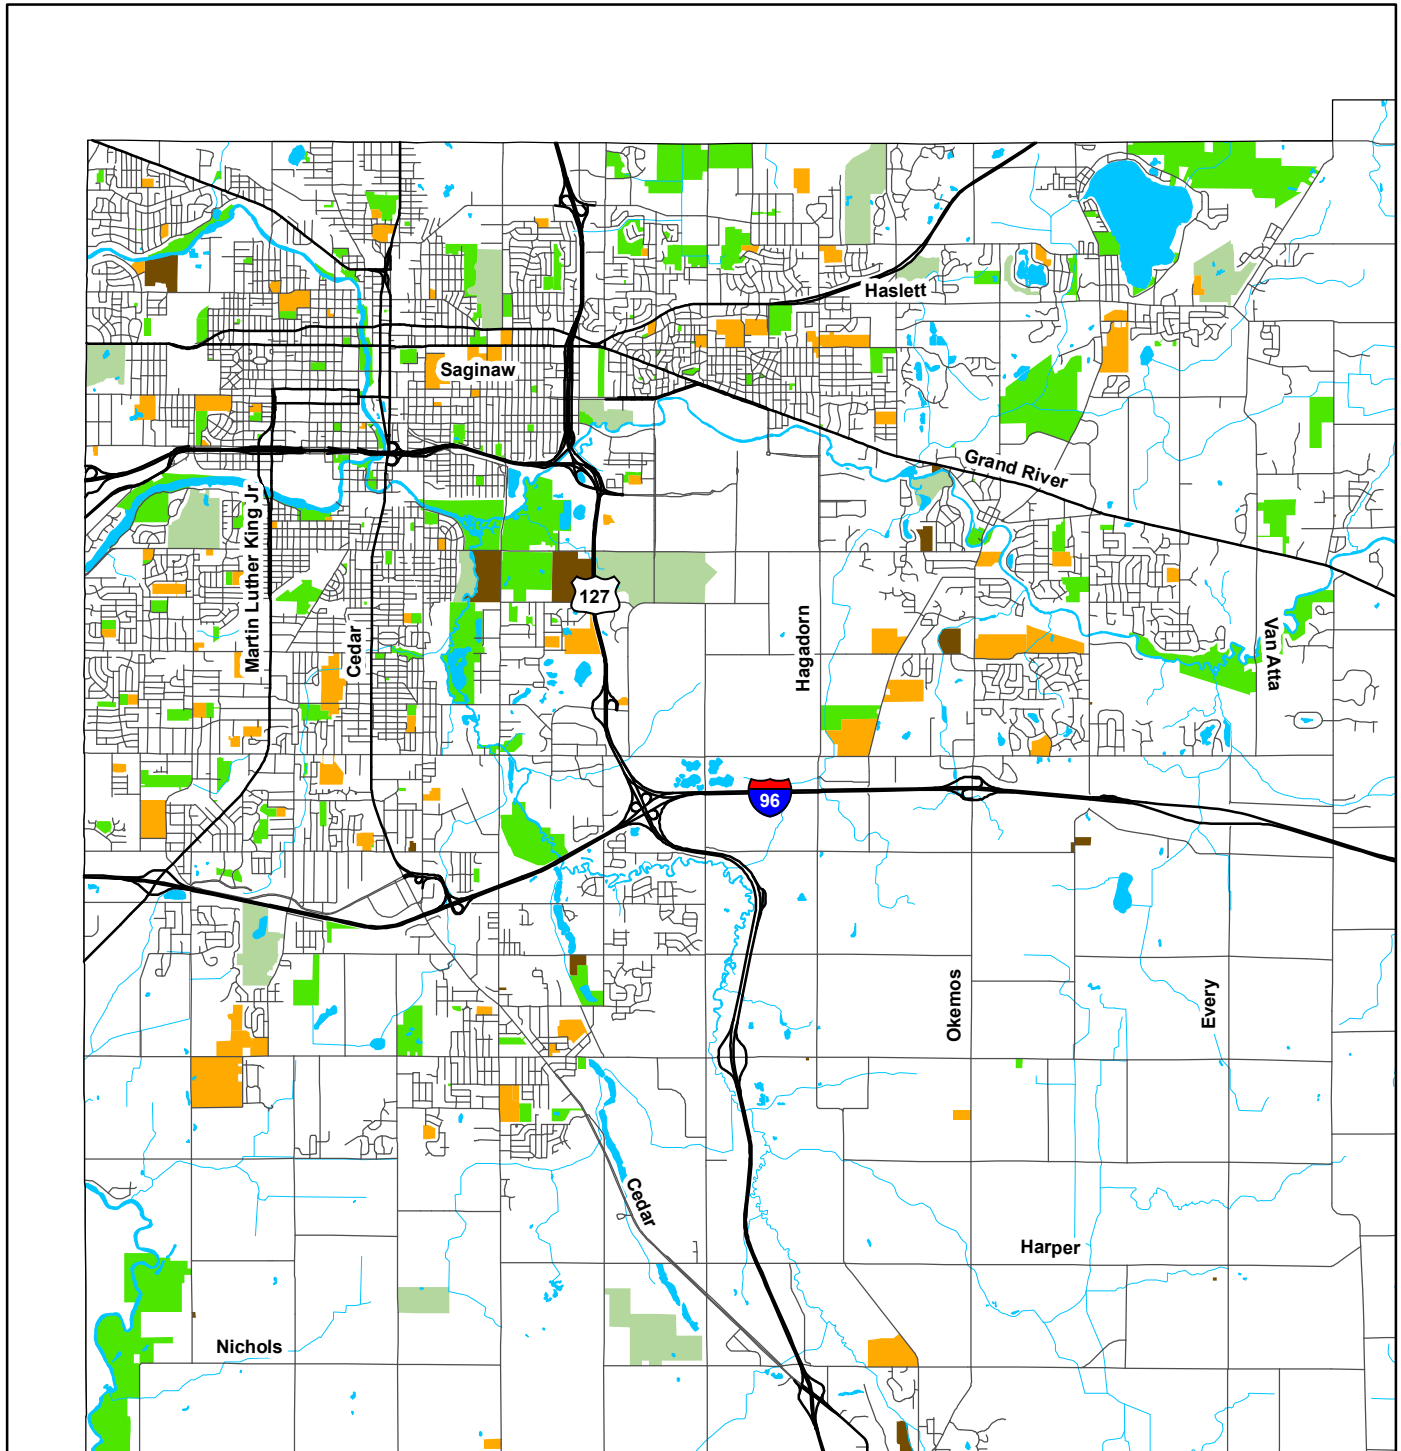 Haslett
Saginaw
Grand River
Martin Luther King Jr
127
Cedar
Hagadorn
Van Atta
96
Okemos
Every
Cedar
Harper
Nichols